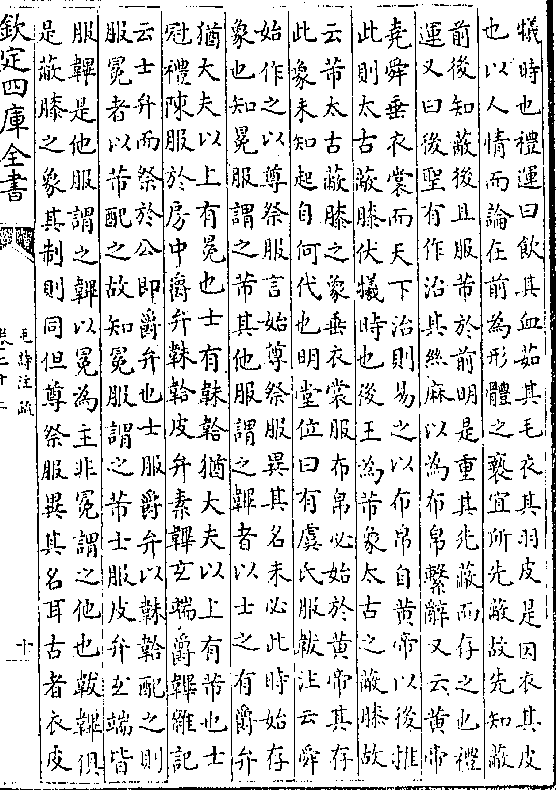 犧時也禮運曰飲其血茹其毛衣其羽皮是因衣其皮
也以人情而論在前為形體之褻宜所先蔽故先知蔽
前後知蔽後且服芾於前明是重其先蔽而存之也禮
運又曰後聖有作治其絲麻以為布帛繫辭又云黄帝
堯舜垂衣裳而天下治則易之以布帛自黄帝以後推
此則太古蔽膝伏犧時也後王為芾象太古之蔽膝故
云芾太古蔽膝之象垂衣裳服布帛必始於黄帝其存
此象未知起自何代也明堂位曰有虞氏服韍注云舜
始作之以尊祭服言始尊祭服異其名未必此時始存
象也知冕服謂之芾其他服謂之韠者以士之有爵弁
猶大夫以上有冕也士有韎韐猶大夫以上有芾也士
冠禮陳服於房中爵弁韎韐皮弁素韠玄端爵韠雜記
云士弁而祭於公即爵弁也士服爵弁以韎韐配之則
服冕者以芾配之故知冕服謂之芾士服皮弁玄端皆
服韠是他服謂之韠以冕為主非冕謂之他也韍韠俱
是蔽膝之象其制則同但尊祭服異其名耳古者衣皮
欽定四庫全書
毛詩注疏
卷二十二
十